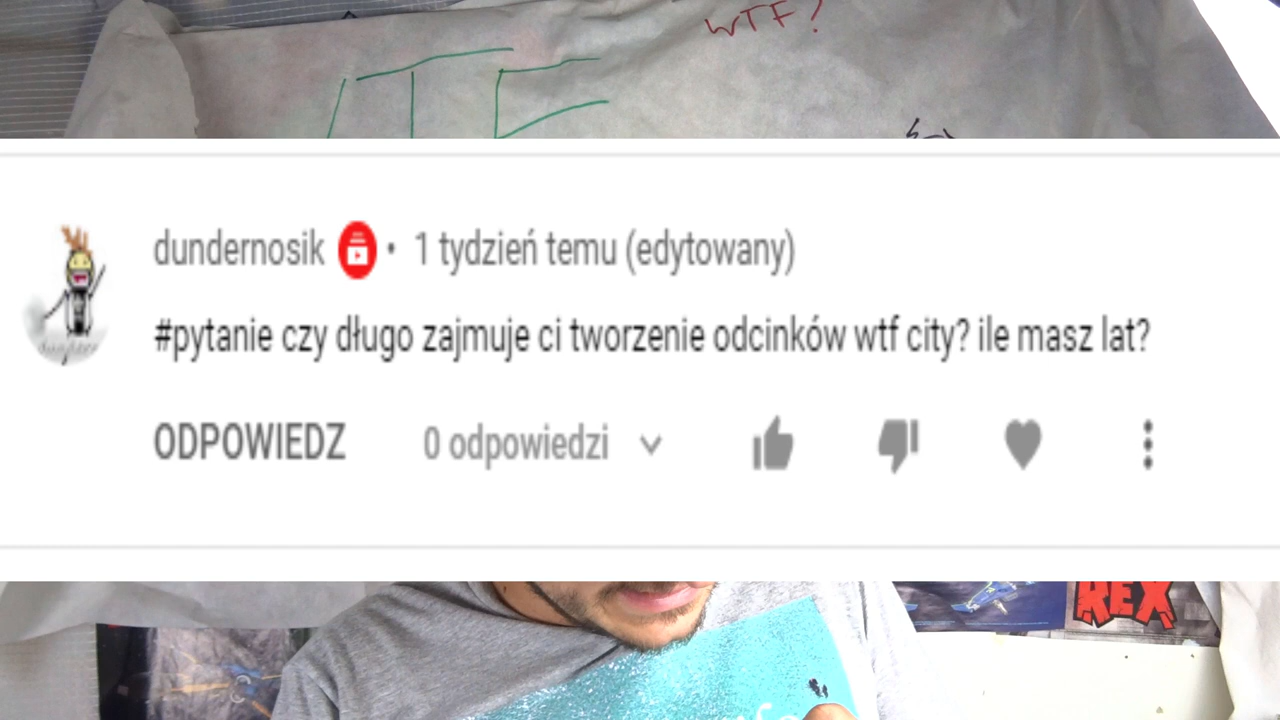 WTF?
dundernosik • 1 tydzień temu (edytowany)
#pytanie czy długo zajmuje ci tworzenie odcinków wtf city? ile masz lat?
ODPOWIEDZ 0 odpowiedzi
REX